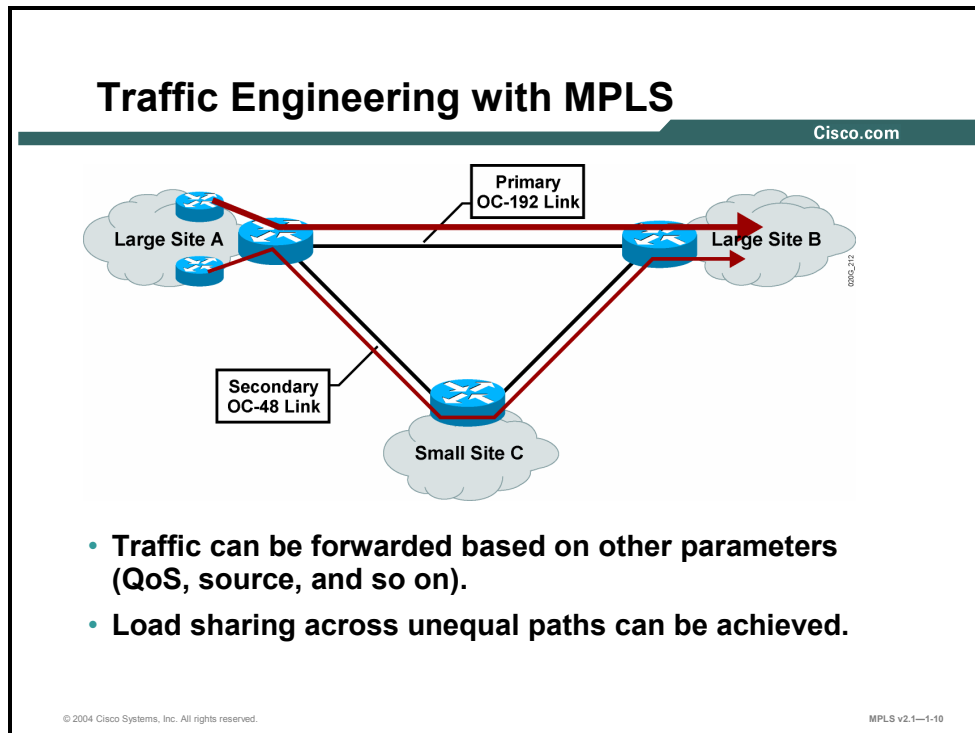 Traffic Engineering with MPLS
Cisco.com
Primary
OC-192 Link
Large Site A
Large Site B
020G_212
Secondary
OC-48 Link
Small Site C
• Traffic can be forwarded based on other parameters
(QoS, source, and so on).
• Load sharing across unequal paths can be achieved.
© 2004 Cisco Systems, Inc. All rights reserved.
MPLS v2.1—1-10